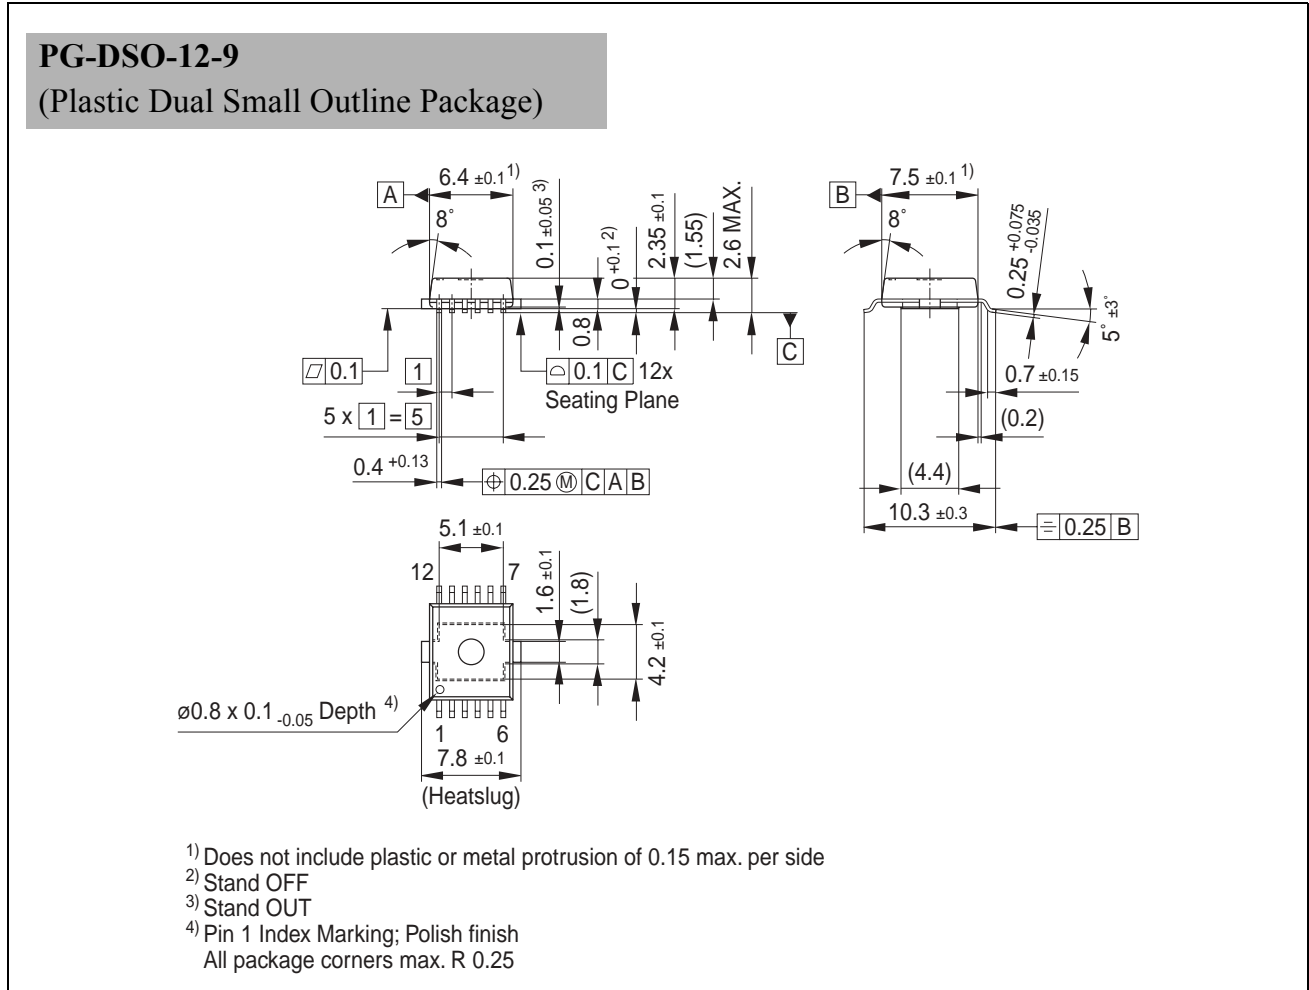 PG-DSO-12-9
(Plastic Dual Small Outline Package)
A
6.4 ±0.1 1)
8°
0.1 ±0.05 3)
0 +0.1 2)
2.35 ±0.1
(1.55)
2.6 MAX.
0.8
C
0.1
1
0.1 C 12x
Seating Plane
5 x 1 = 5
0.4 +0.13
0.25 Ⓜ C A B
B
7.5 ±0.1 1)
8°
0.25 +0.075 -0.035
5° ±3°
0.7 ±0.15
(0.2)
(4.4)
10.3 ±0.3
0.25 B
5.1 ±0.1
12
7
1.6 ±0.1
(1.8)
4.2 ±0.1
ø0.8 x 0.1 -0.05 Depth 4)
1
6
7.8 ±0.1
(Heatslug)
1) Does not include plastic or metal protrusion of 0.15 max. per side
2) Stand OFF
3) Stand OUT
4) Pin 1 Index Marking; Polish finish
All package corners max. R 0.25